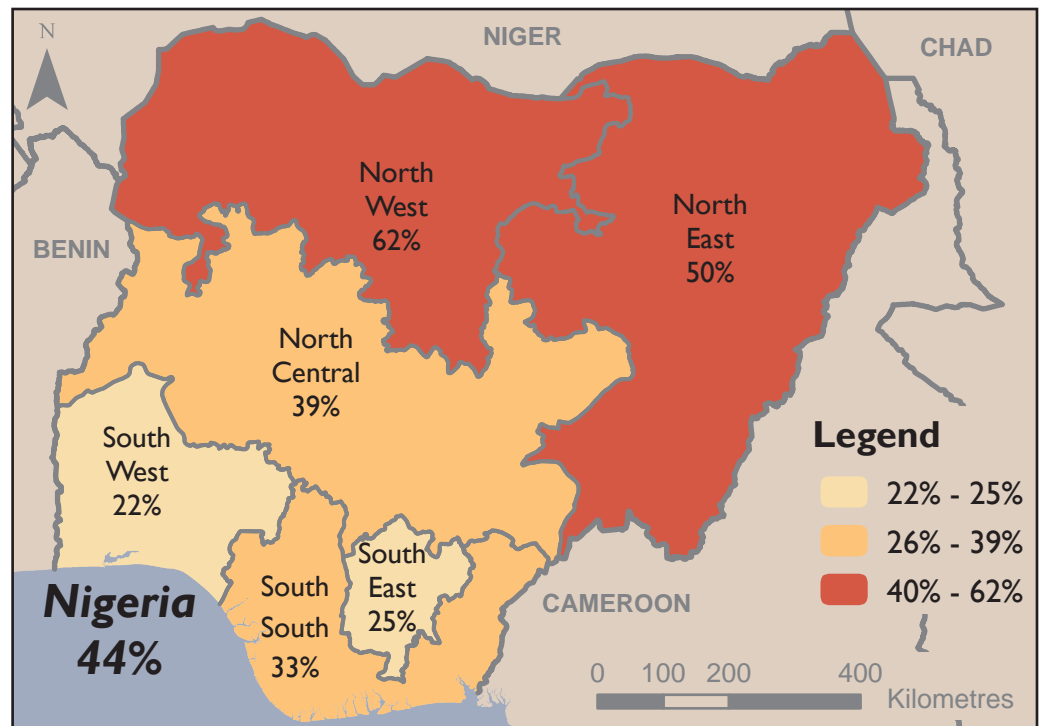 N
NIGER
CHAD
BENIN
North
West
62%
North
East
50%
North
Central
39%
South
West
22%
South
East
25%
South
South
33%
Nigeria
44%
CAMEROON
Legend
22% - 25%
26% - 39%
40% - 62%
0 100 200 400
Kilometres